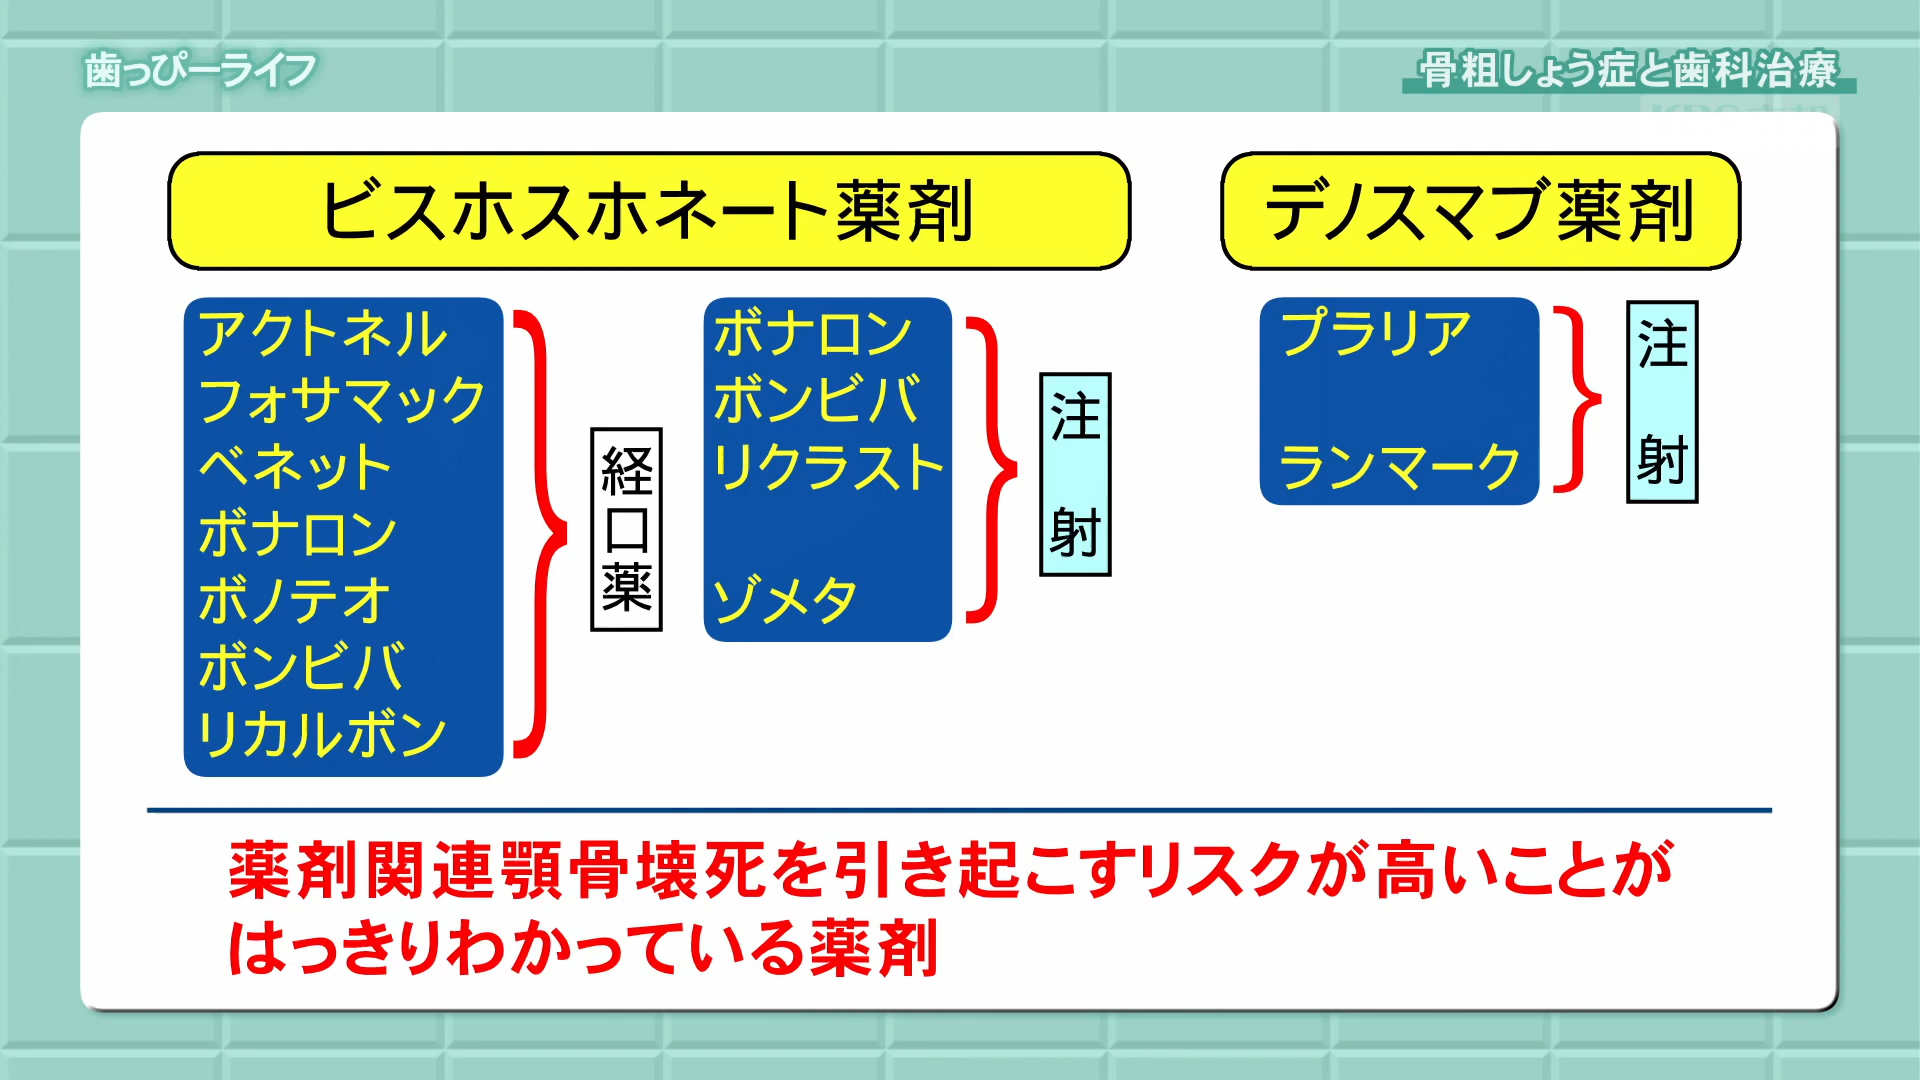 歯っぴーライフ
骨粗しょう症と歯科治療
ビスホスホネート薬剤
アクトネル
フォサマック
ベネット
ボナロン
ボノテオ
ボンビバ
リカルボン
経口薬
ボナロン
ボンビバ
リクラスト
ゾメタ
注射
デノスマブ薬剤
プラリア
ランマーク
注射
薬剤関連顎骨壊死を引き起こすリスクが高いことが
はっきりわかっている薬剤